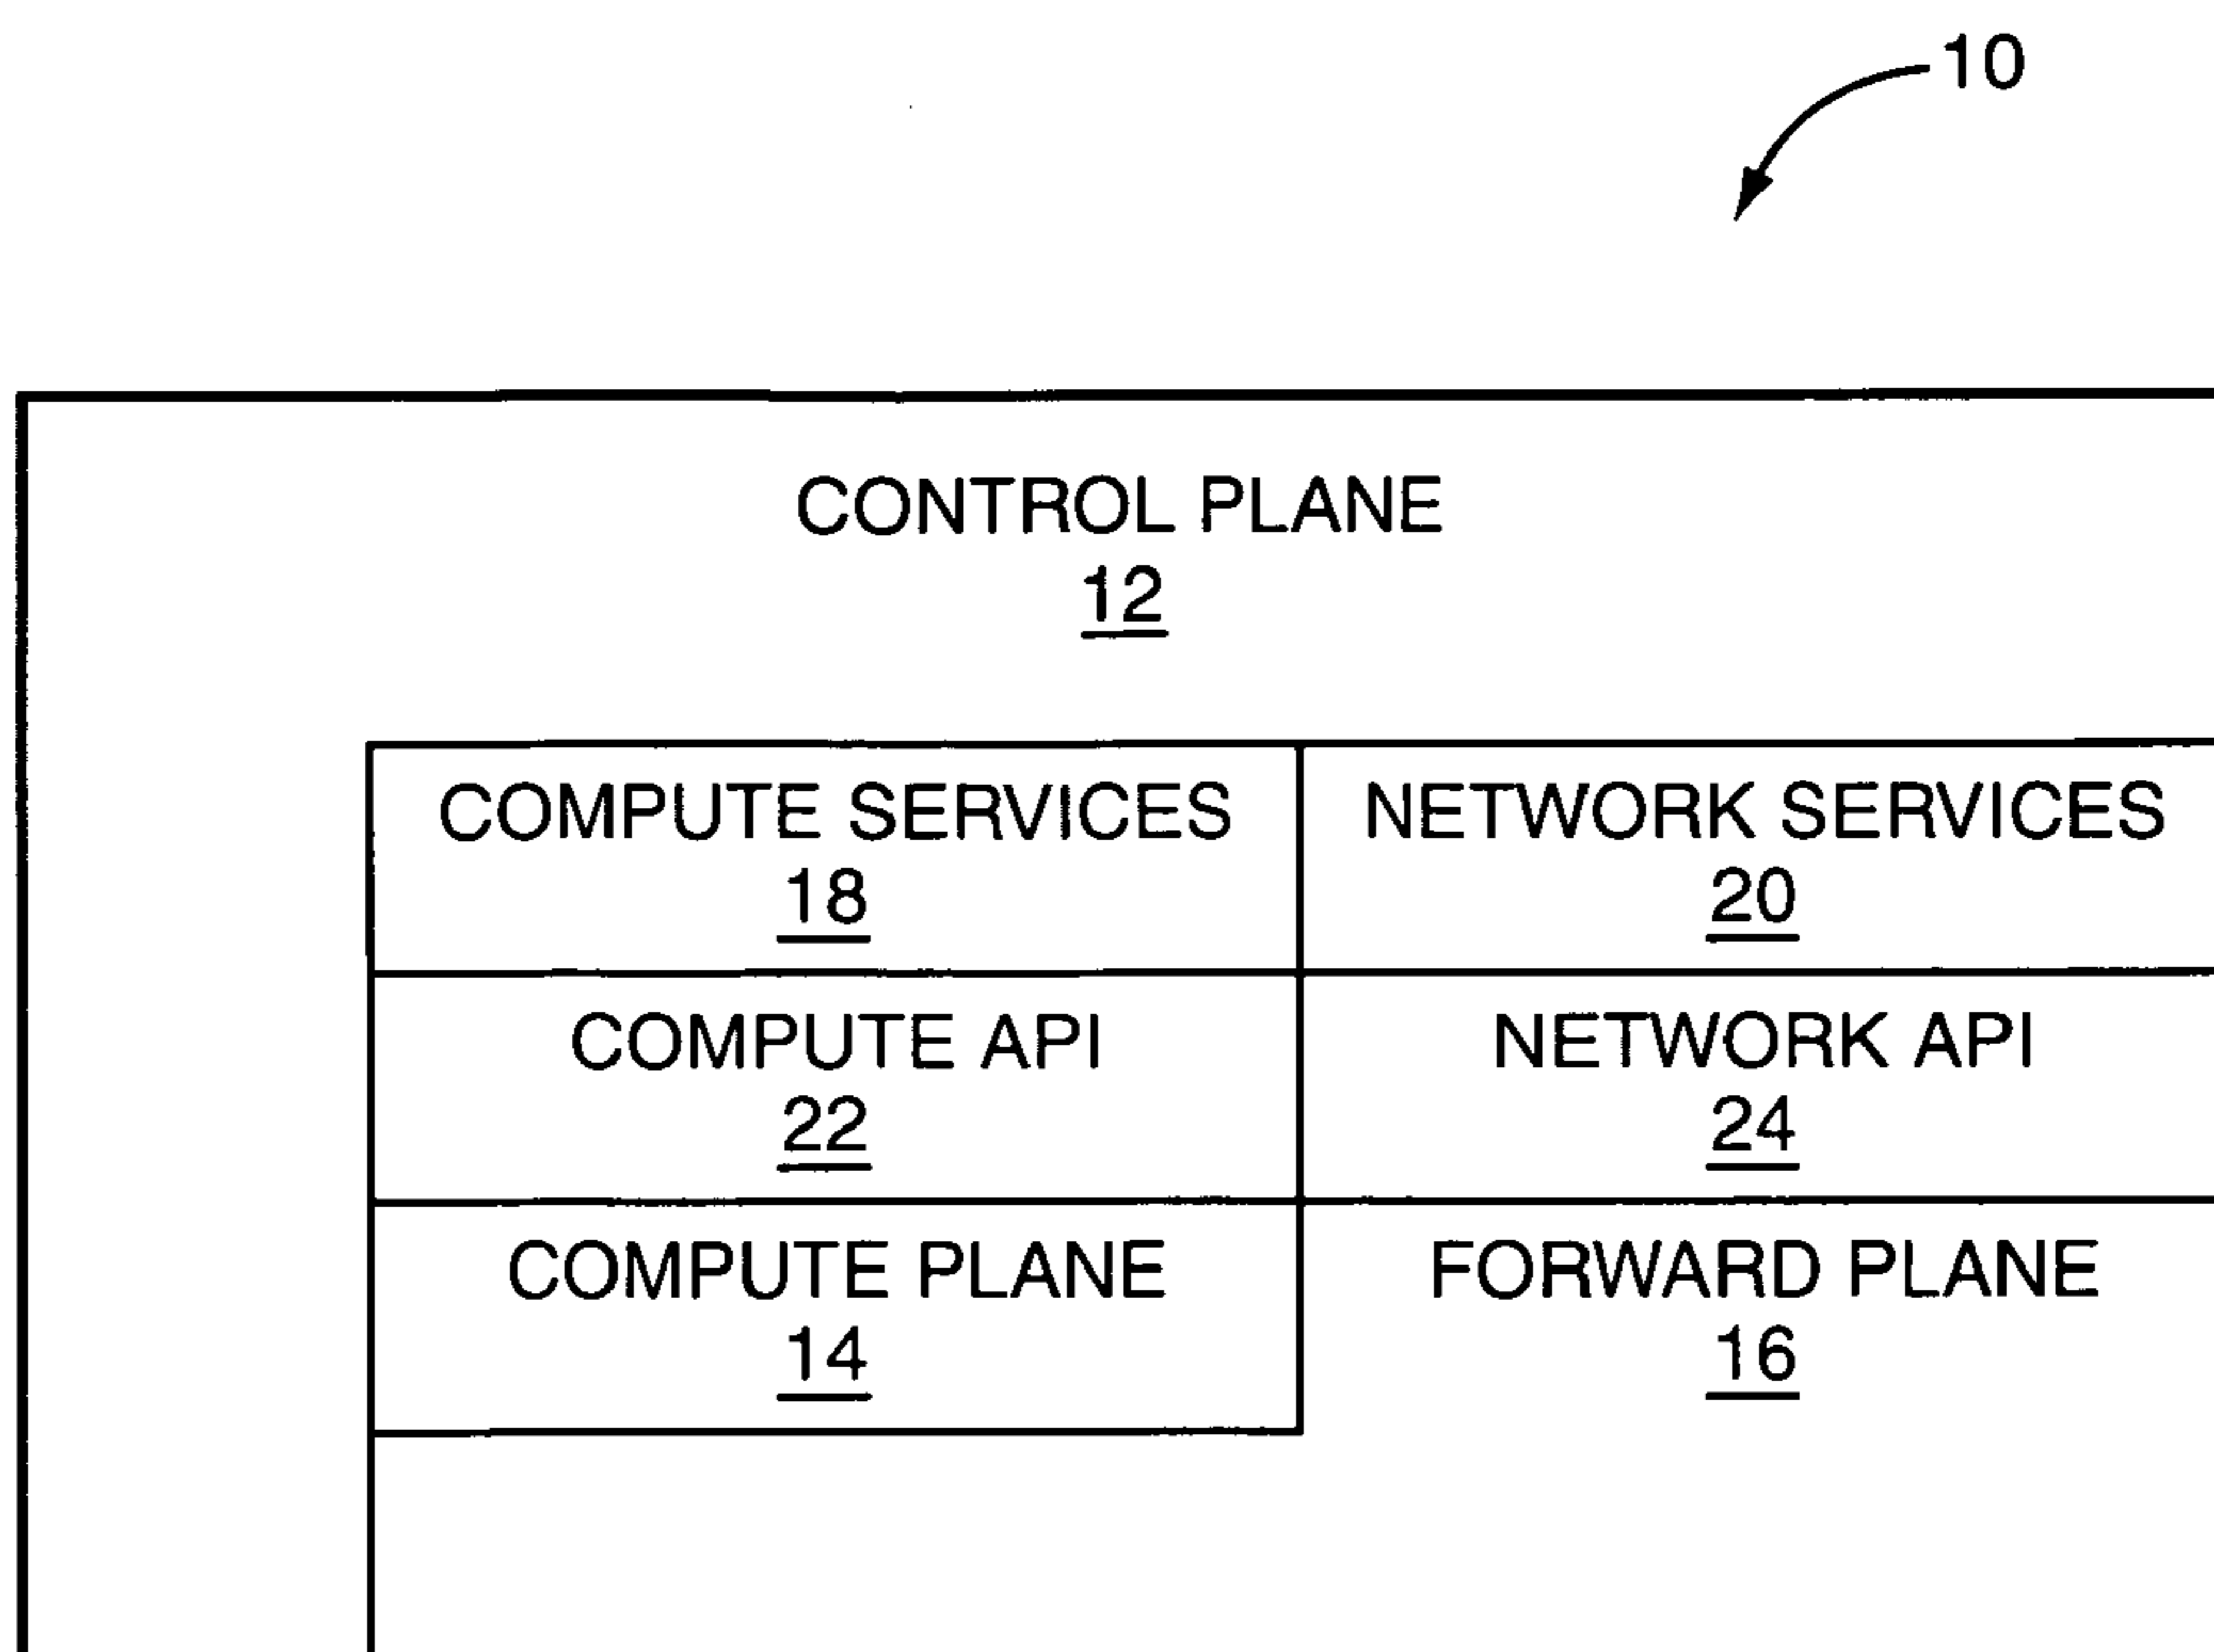 10
CONTROL PLANE
12
COMPUTE SERVICES
18
NETWORK SERVICES
20
COMPUTE API
22
NETWORK API
24
COMPUTE PLANE
14
FORWARD PLANE
16